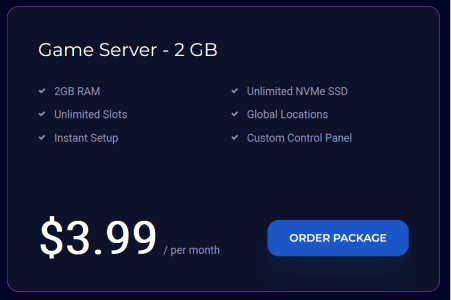 Game Server - 2 GB
2GB RAM
Unlimited NVMe SSD
Unlimited Slots
Global Locations
Instant Setup
Custom Control Panel
$3.99 / per month
ORDER PACKAGE